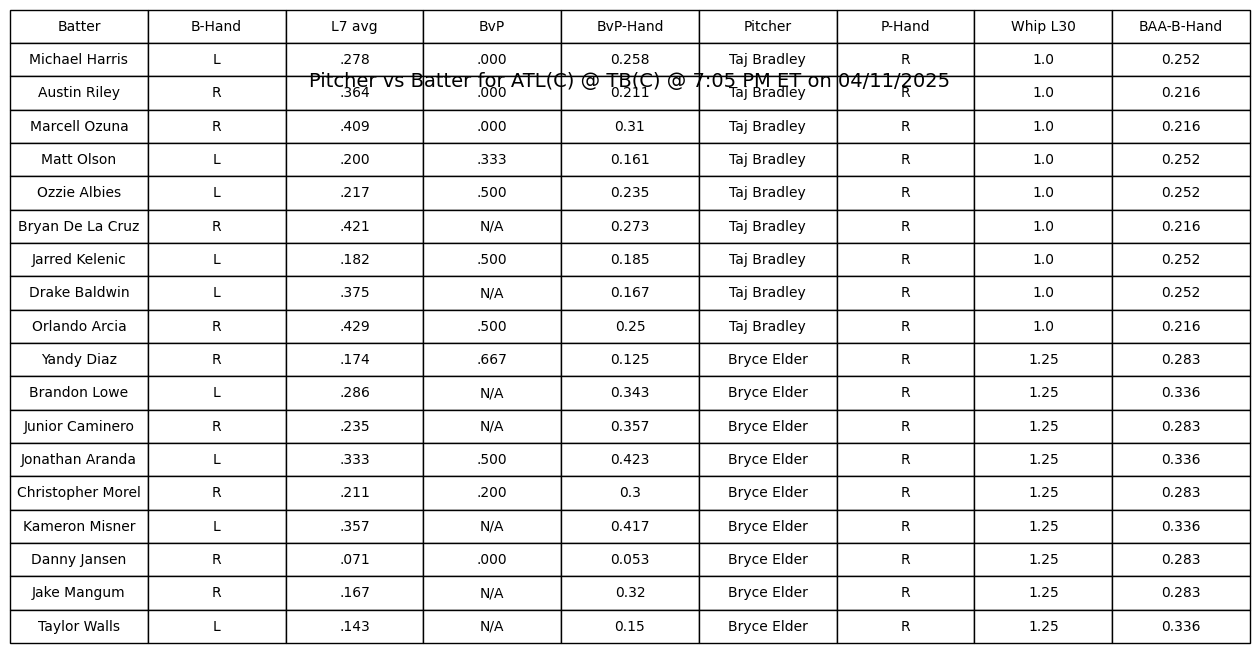 Batter B-Hand L7 avg BvP BvP-Hand Pitcher P-Hand Whip L30 BAA-B-Hand
Michael Harris L .278 .000 0.258 Taj Bradley R 1.0 0.252
Pitcher vs Batter for ATL(C) @ TB(C) @ 7:05 PM ET on 04/11/2025
Austin Riley R .364 .000 0.211 Taj Bradley R 1.0 0.216
Marcell Ozuna R .409 .000 0.31 Taj Bradley R 1.0 0.216
Matt Olson L .200 .333 0.161 Taj Bradley R 1.0 0.252
Ozzie Albies L .217 .500 0.235 Taj Bradley R 1.0 0.252
Bryan De La Cruz R .421 N/A 0.273 Taj Bradley R 1.0 0.216
Jarred Kelenic L .182 .500 0.185 Taj Bradley R 1.0 0.252
Drake Baldwin L .375 N/A 0.167 Taj Bradley R 1.0 0.252
Orlando Arcia R .429 .500 0.25 Taj Bradley R 1.0 0.216
Yandy Diaz R .174 .667 0.125 Bryce Elder R 1.25 0.283
Brandon Lowe L .286 N/A 0.343 Bryce Elder R 1.25 0.336
Junior Caminero R .235 N/A 0.357 Bryce Elder R 1.25 0.283
Jonathan Aranda L .333 .500 0.423 Bryce Elder R 1.25 0.336
Christopher Morel R .211 .200 0.3 Bryce Elder R 1.25 0.283
Kameron Misner L .357 N/A 0.417 Bryce Elder R 1.25 0.336
Danny Jansen R .071 .000 0.053 Bryce Elder R 1.25 0.283
Jake Mangum R .167 N/A 0.32 Bryce Elder R 1.25 0.283
Taylor Walls L .143 N/A 0.15 Bryce Elder R 1.25 0.336